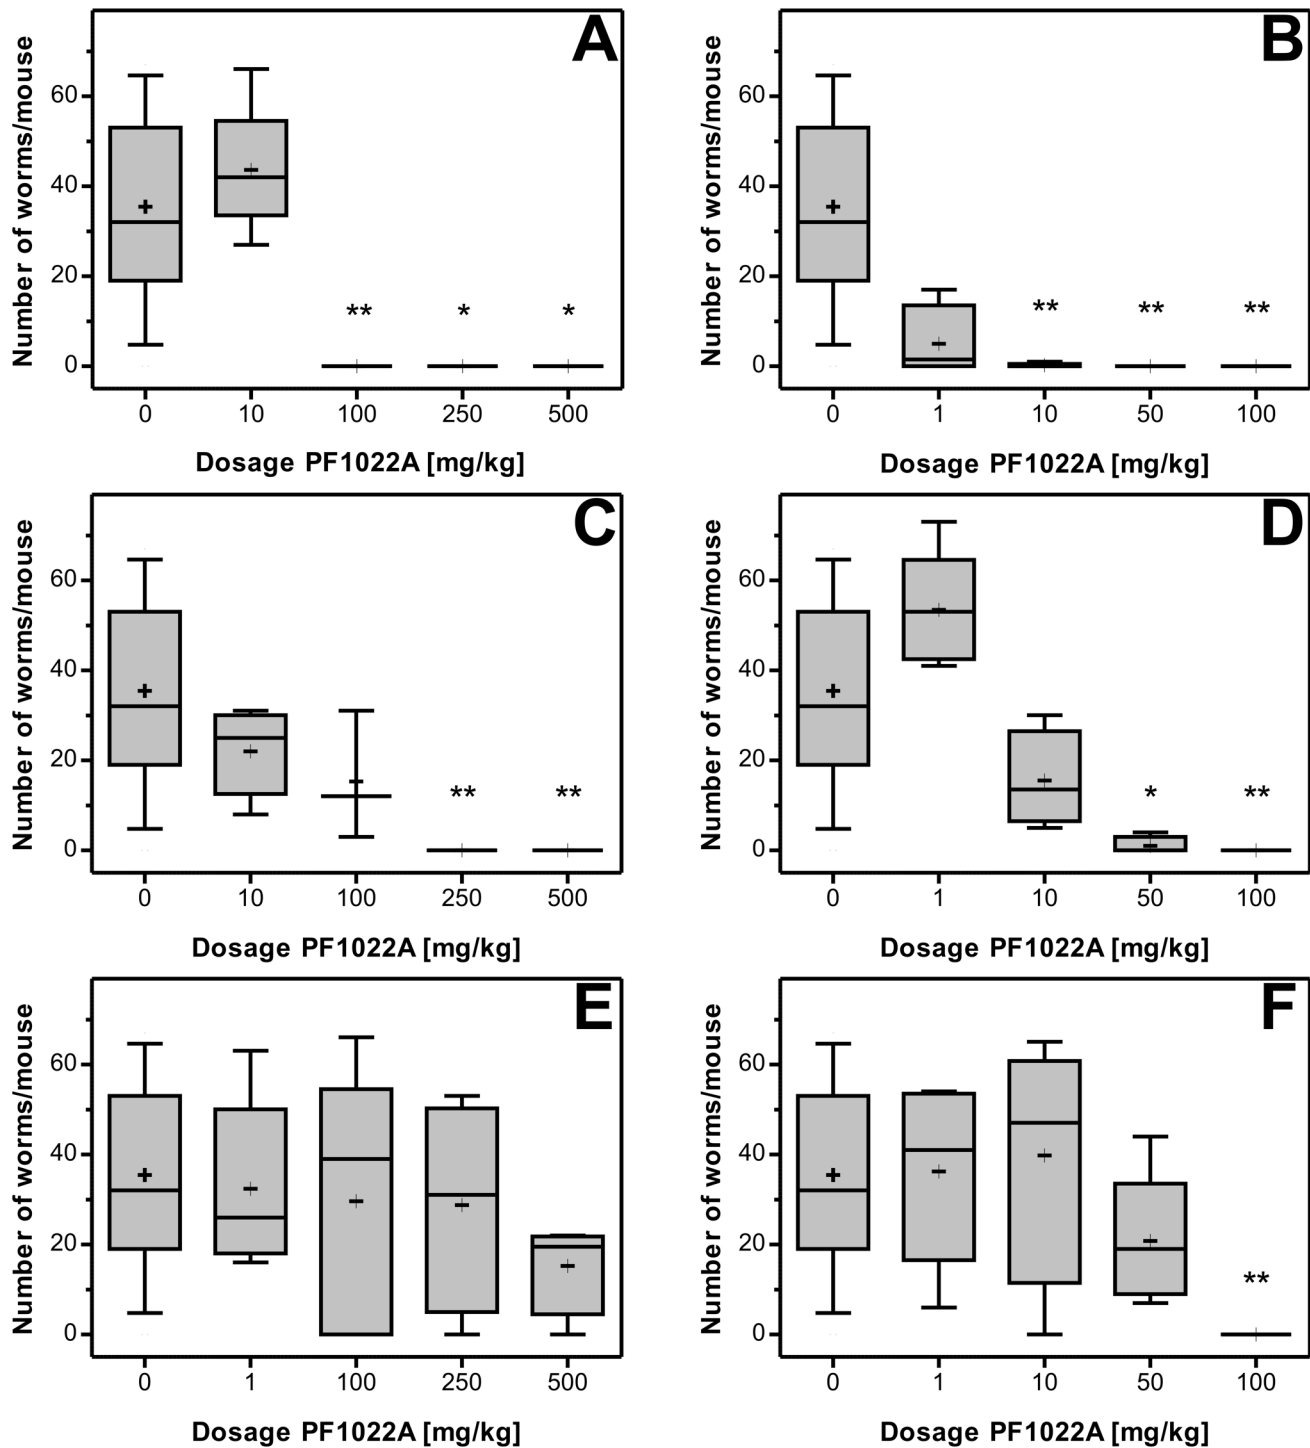 A
Number of worms/mouse
60
40
20
0
** * *
0 10 100 250 500
Dosage PF1022A [mg/kg]
B
Number of worms/mouse
60
40
20
0
** ** **
0 1 10 50 100
Dosage PF1022A [mg/kg]
C
Number of worms/mouse
60
40
20
0
** **
0 10 100 250 500
Dosage PF1022A [mg/kg]
D
Number of worms/mouse
60
40
20
0
* **
0 1 10 50 100
Dosage PF1022A [mg/kg]
E
Number of worms/mouse
60
40
20
0
0 1 100 250 500
Dosage PF1022A [mg/kg]
F
Number of worms/mouse
60
40
20
0
**
0 1 10 50 100
Dosage PF1022A [mg/kg]